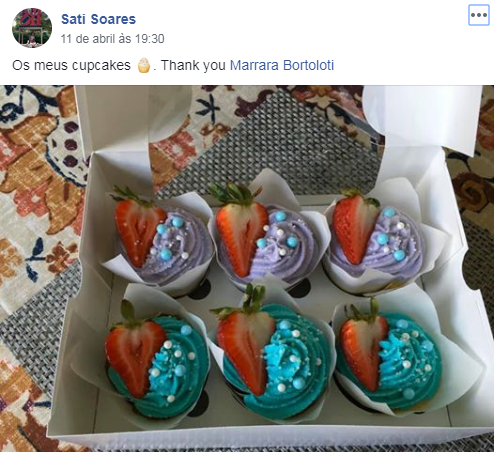 Sati Soares
11 de abril às 19:30
Os meus cupcakes 🧁. Thank you Marrara Bortoloti